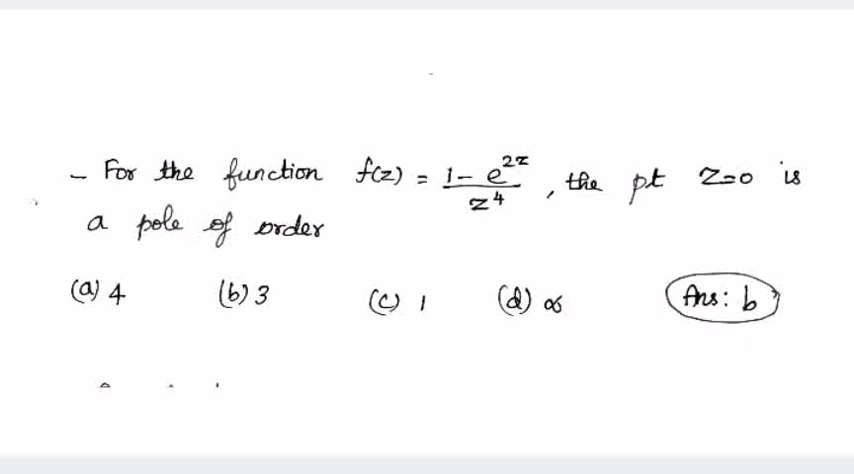 - For the function f(z) = 1 - e^2z / z^4 , the pt z=0 is
a pole of order
(a) 4 (b) 3 (c) 1 (d) ∞ Ans: b